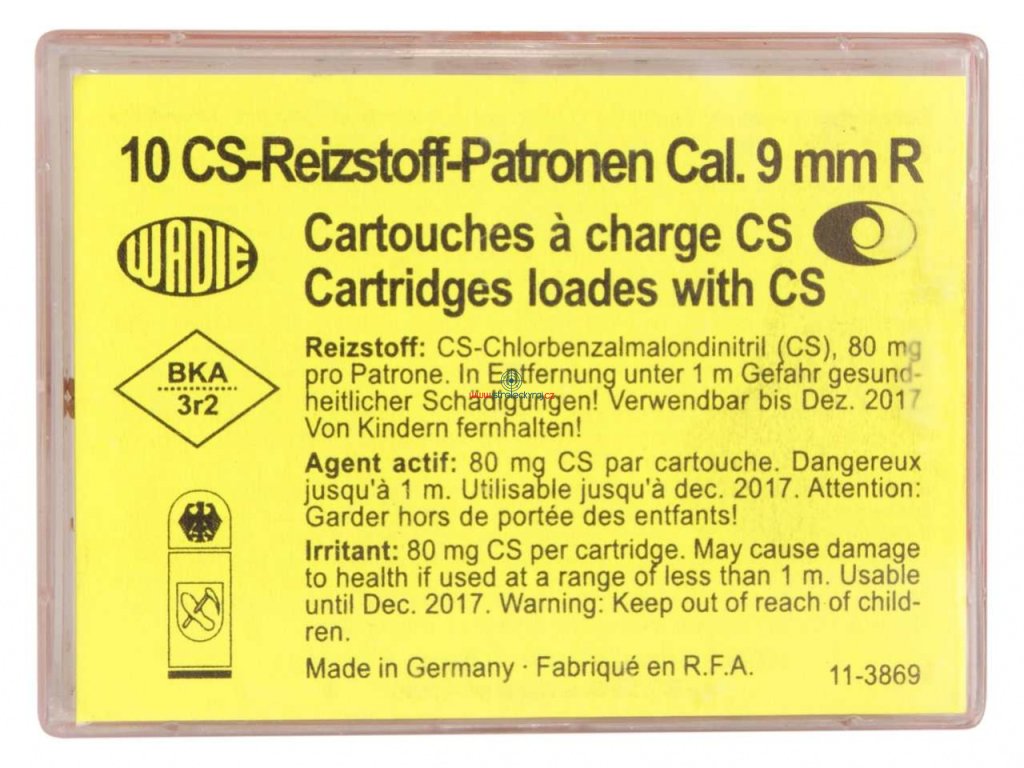 10 CS-Reizstoff-Patronen Cal. 9 mm R
WADIE
Cartouches à charge CS
Cartridges loades with CS
BKA
3r2
Reizstoff: CS-Chlorbenzalmalondinitril (CS), 80 mg
pro Patrone. In Entfernung unter 1 m Gefahr gesund-
heitlicher Schädigungen! Verwendbar bis Dez. 2017
Von Kindern fernhalten!
www.streleckyraj.cz
Agent actif: 80 mg CS par cartouche. Dangereux
jusqu'à 1 m. Utilisable jusqu'à dec. 2017. Attention:
Garder hors de portée des entfants!
Irritant: 80 mg CS per cartridge. May cause damage
to health if used at a range of less than 1 m. Usable
until Dec. 2017. Warning: Keep out of reach of child-
ren.
Made in Germany · Fabriqué en R.F.A.
11-3869